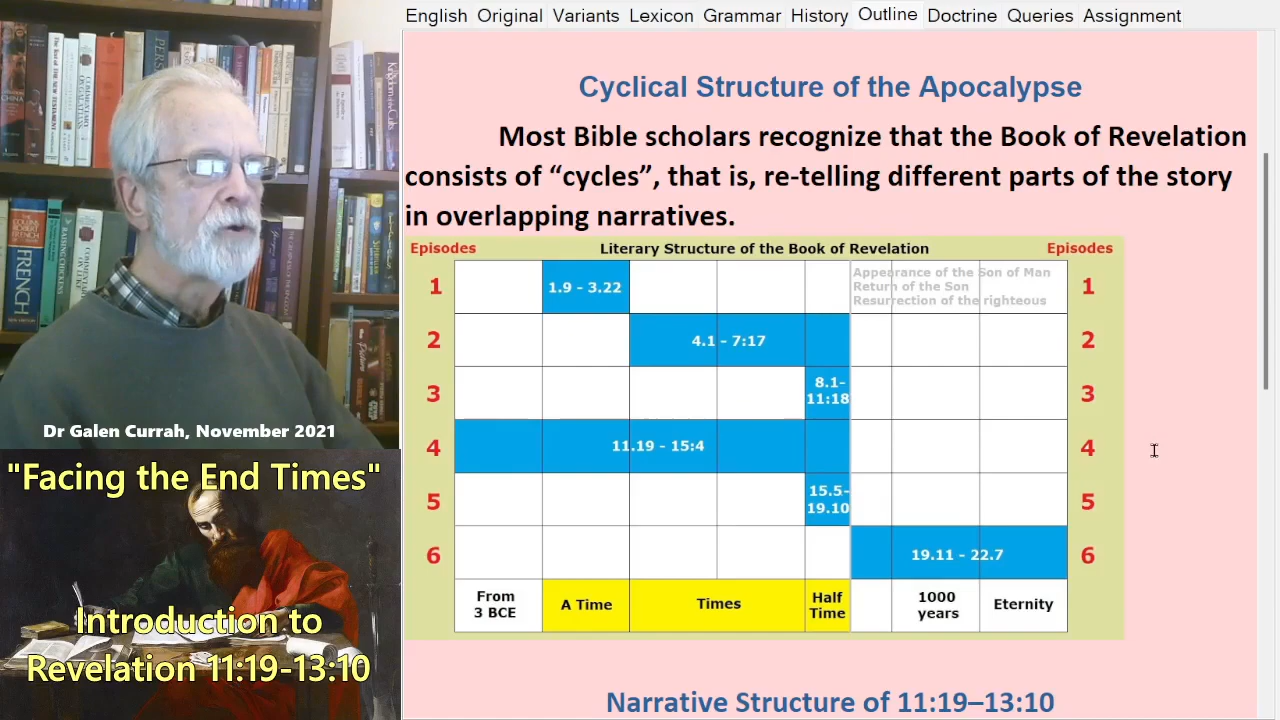 English Original Variants Lexicon Grammar History Outline Doctrine Queries Assignment
Cyclical Structure of the Apocalypse
Most Bible scholars recognize that the Book of Revelation
consists of “cycles”, that is, re-telling different parts of the story
in overlapping narratives.
Episodes Literary Structure of the Book of Revelation Episodes
1 1.9 - 3.22 1
Appearance of the Son of Man
Return of the Son
Resurrection of the righteous
2 4.1 - 7:17 2
3 8.1-
11:18 3
4 11.19 - 15:4 4
5 15.5-
19.10 5
6 19.11 - 22.7 6
From
3 BCE
A Time
Times
Half
Time
1000
years
Eternity
Narrative Structure of 11:19–13:10
FRENCH
Dr Galen Currah, November 2021
"Facing the End Times"
Introduction to
Revelation 11:19-13:10